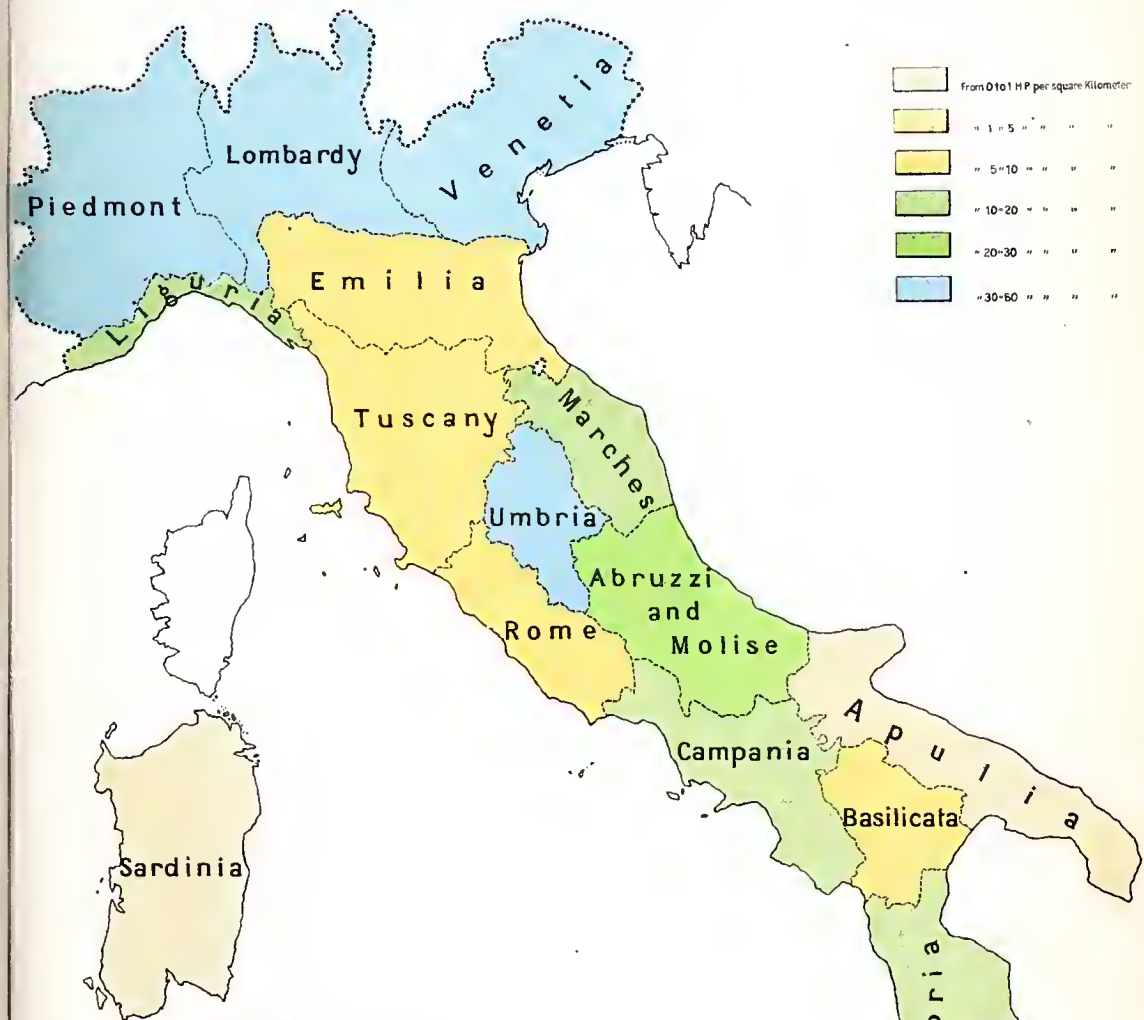 From 0 to 1 H P per square Kilometer
" 1 " 5 " " " "
" 5 " 10 " " " "
" 10 " 20 " " " "
" 20 " 30 " " " "
" 30 " 60 " " " "
Venetia
Lombardy
Piedmont
Emilia
Liguria
Tuscany
Marches
Umbria
Abruzzi
and
Molise
Rome
Apulia
Campania
Basilicata
Sardinia